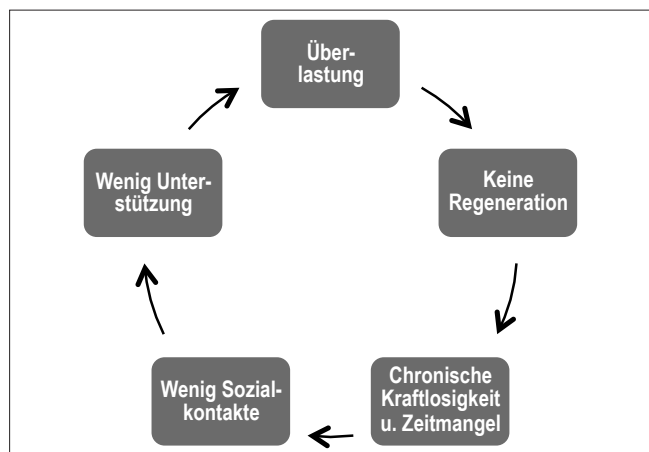 Über-
lastung
Keine
Regeneration
Chronische
Kraftlosigkeit
u. Zeitmangel
Wenig Sozial-
kontakte
Wenig Unter-
stützung